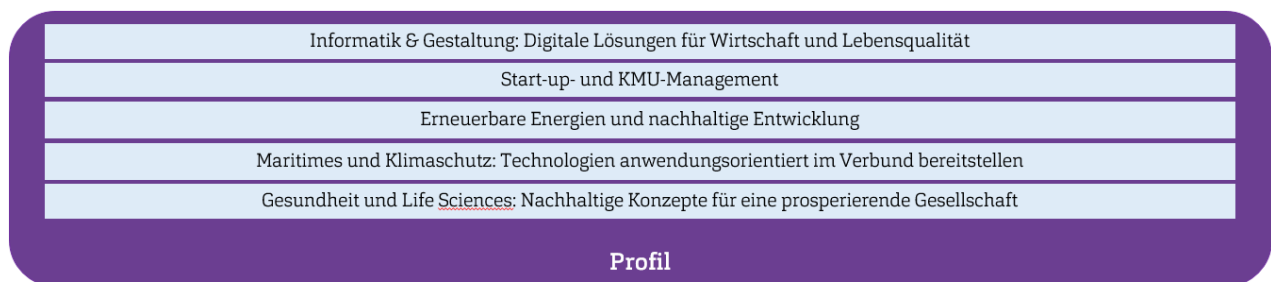 Informatik & Gestaltung: Digitale Lösungen für Wirtschaft und Lebensqualität
Start-up- und KMU-Management
Erneuerbare Energien und nachhaltige Entwicklung
Maritimes und Klimaschutz: Technologien anwendungsorientiert im Verbund bereitstellen
Gesundheit und Life Sciences: Nachhaltige Konzepte für eine prosperierende Gesellschaft
Profil